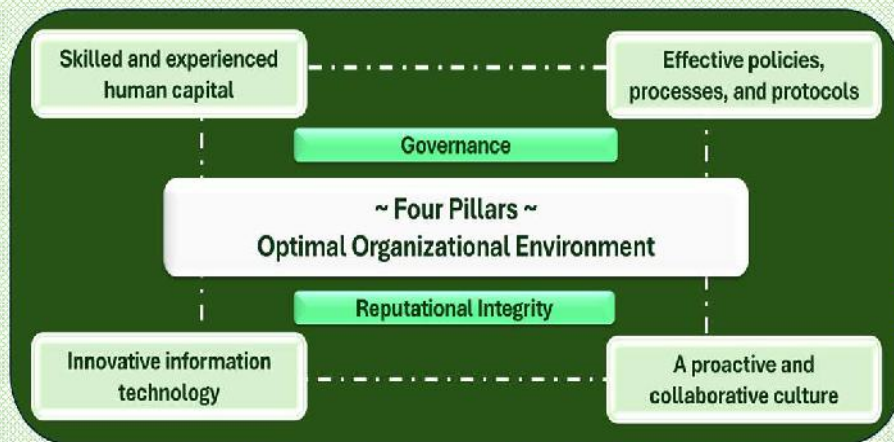 Skilled and experienced
human capital
Effective policies,
processes, and protocols
Governance
~ Four Pillars ~
Optimal Organizational Environment
Reputational Integrity
Innovative information
technology
A proactive and
collaborative culture